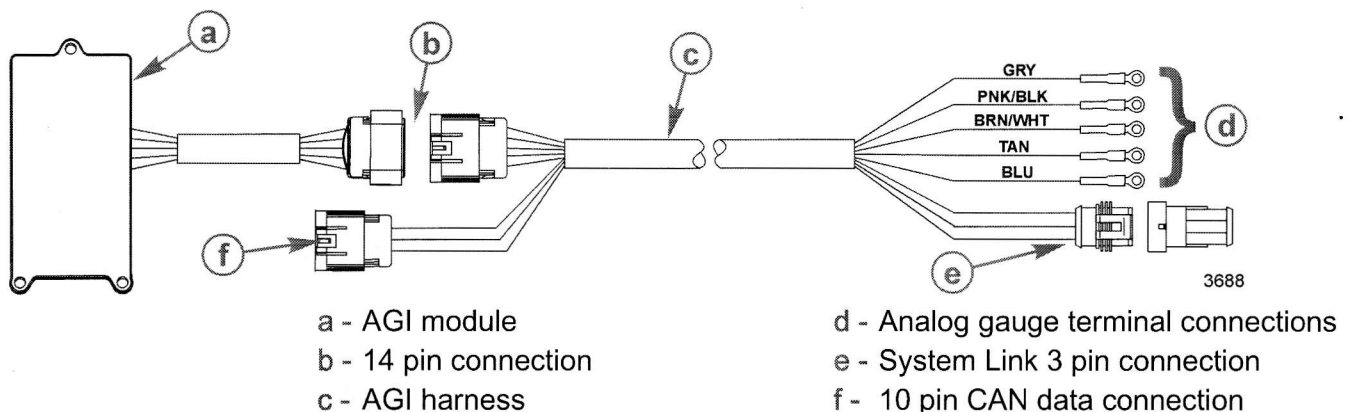 a
b
c
GRY
PNK/BLK
BRN/WHT
TAN
BLU
d
f
e
3688
a - AGI module
b - 14 pin connection
c - AGI harness
d - Analog gauge terminal connections
e - System Link 3 pin connection
f - 10 pin CAN data connection